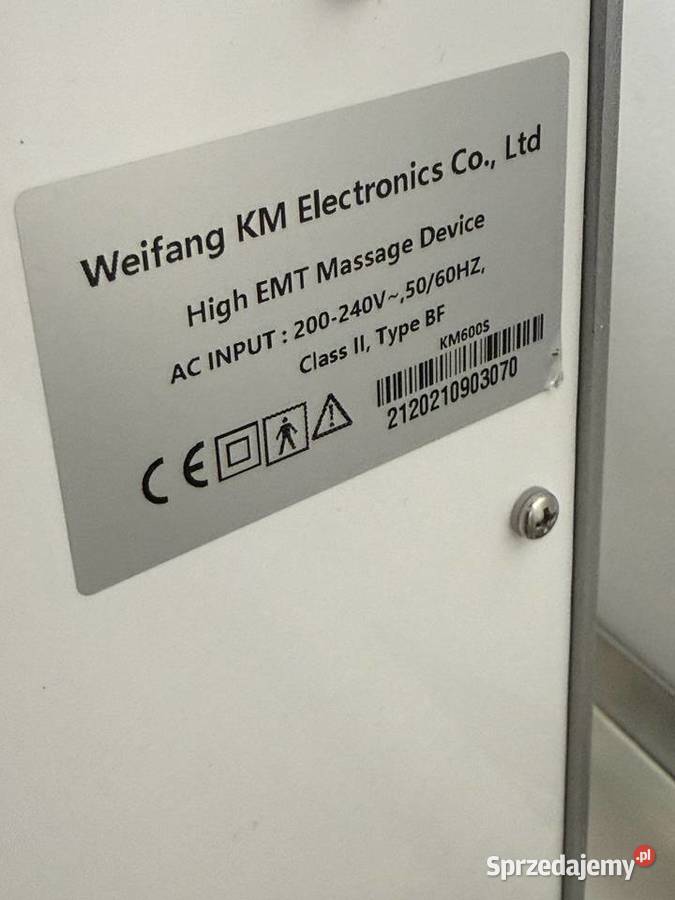 Weifang KM Electronics Co., Ltd
High EMT Massage Device
AC INPUT : 200-240V~,50/60HZ,
Class II, Type BF
KM600S
2120210903070
CE
Sprzedajemy.pl